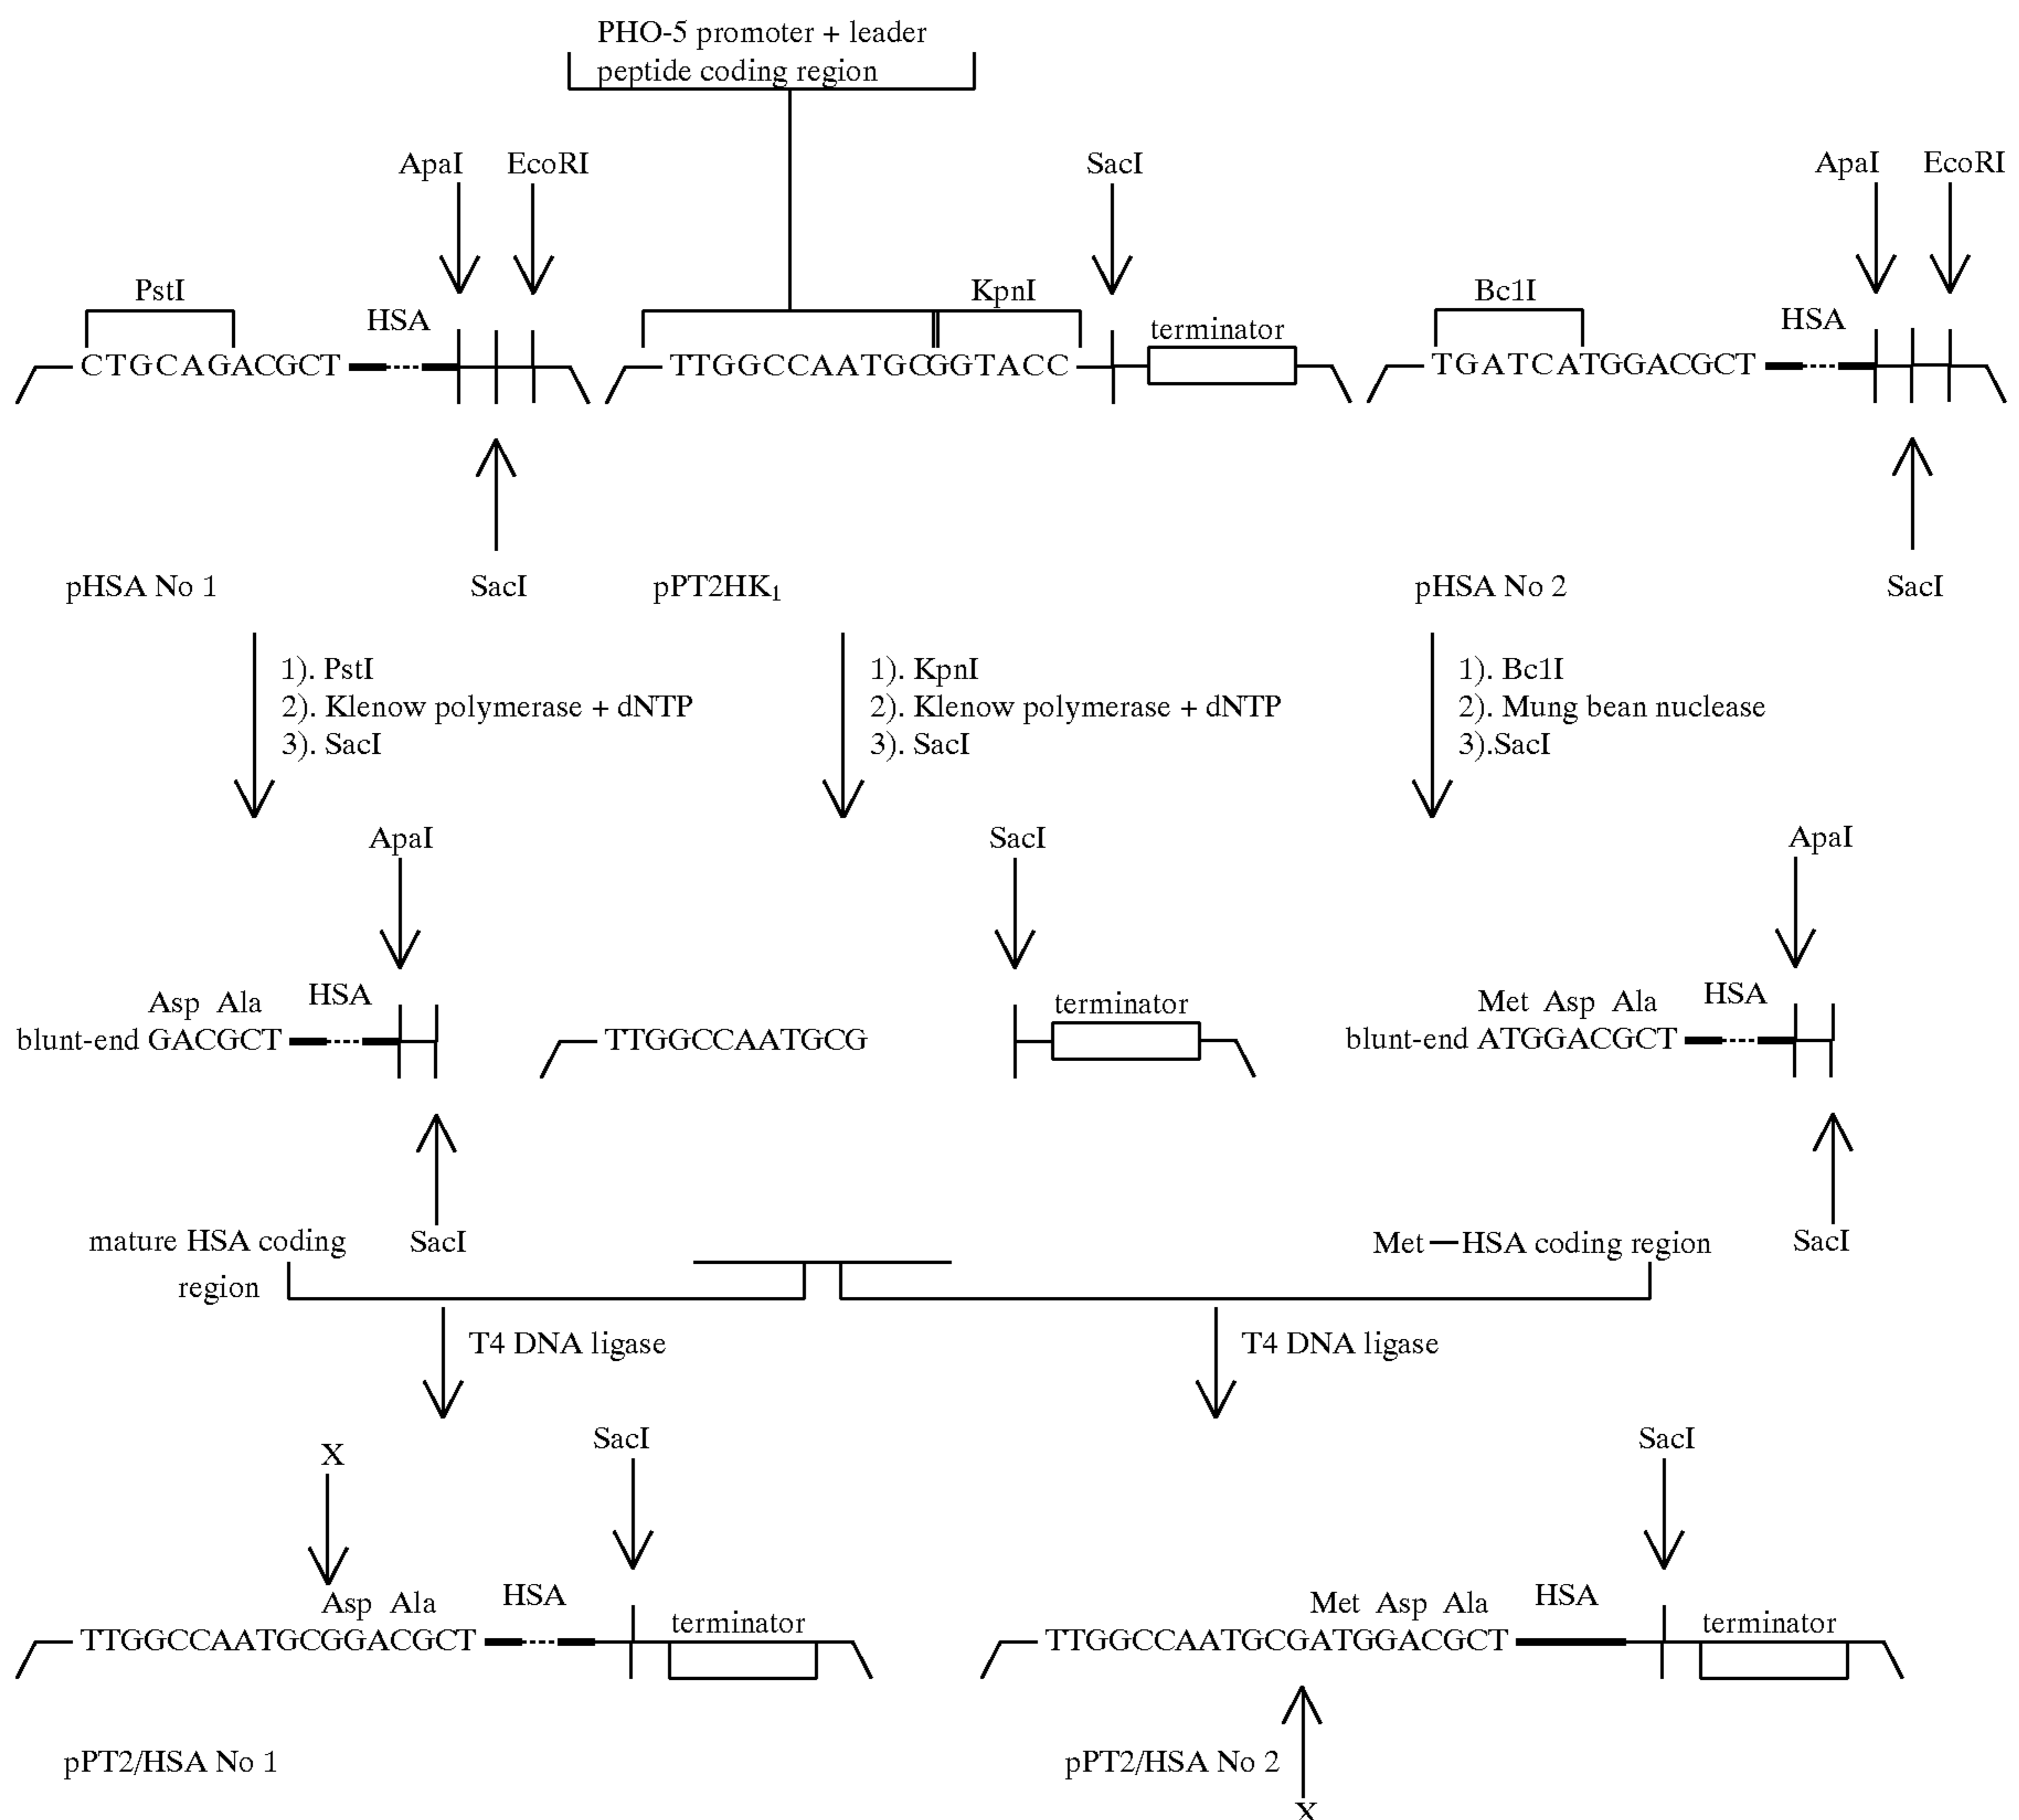 PHO-5 promoter + leader
peptide coding region
ApaI EcoRI SacI ApaI EcoRI
PstI KpnI Bc1I
HSA terminator HSA
CTGCAGACGCT TTGGCCAATGCGGTACC TGATCATGGACGCT
pHSA No 1 SacI pPT2HK1 pHSA No 2 SacI
1). PstI 1). KpnI 1). Bc1I
2). Klenow polymerase + dNTP 2). Klenow polymerase + dNTP 2). Mung bean nuclease
3). SacI 3). SacI 3).SacI
ApaI SacI ApaI
Asp Ala HSA terminator Met Asp Ala HSA
blunt-end GACGCT TTGGCCAATGCG blunt-end ATGGACGCT
mature HSA coding SacI Met — HSA coding region SacI
region
T4 DNA ligase T4 DNA ligase
X SacI SacI
Asp Ala HSA terminator Met Asp Ala HSA terminator
TTGGCCAATGCGGACGCT TTGGCCAATGCGATGGACGCT
pPT2/HSA No 1 pPT2/HSA No 2
X